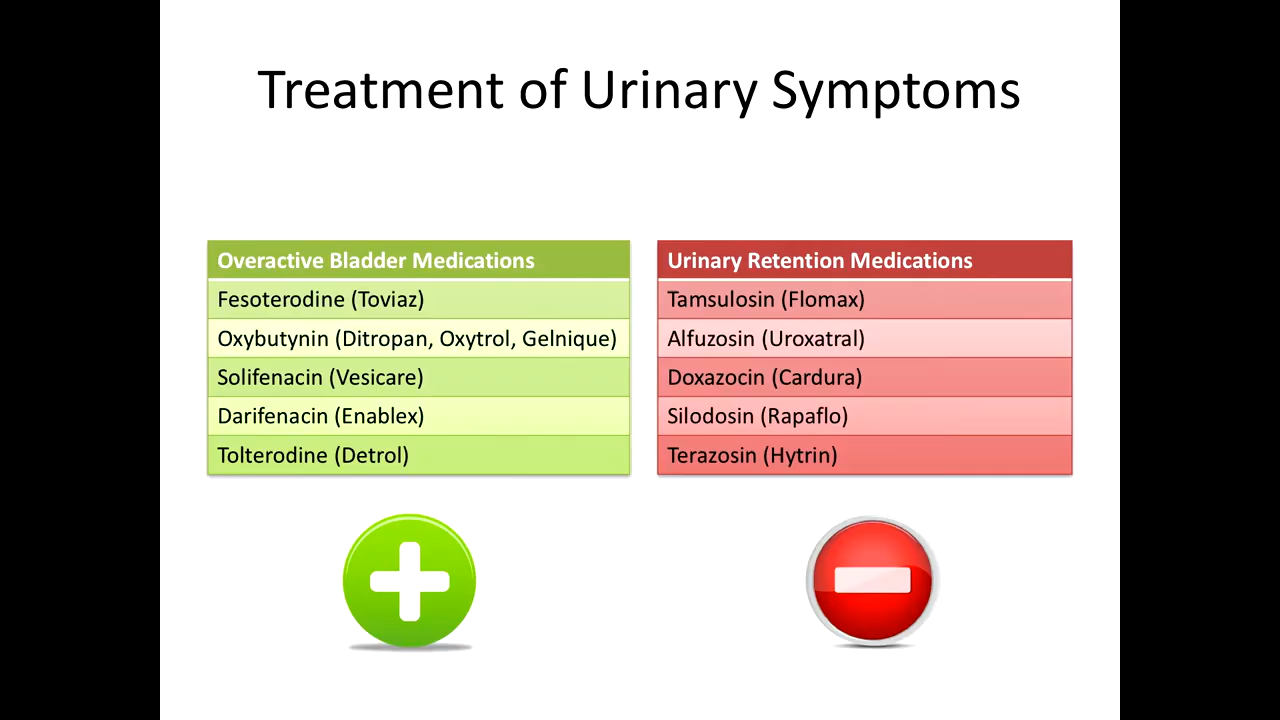 Treatment of Urinary Symptoms
Overactive Bladder Medications
Fesoterodine (Toviaz)
Oxybutynin (Ditropan, Oxytrol, Gelnique)
Solifenacin (Vesicare)
Darifenacin (Enablex)
Tolterodine (Detrol)
Urinary Retention Medications
Tamsulosin (Flomax)
Alfuzosin (Uroxatral)
Doxazocin (Cardura)
Silodosin (Rapaflo)
Terazosin (Hytrin)